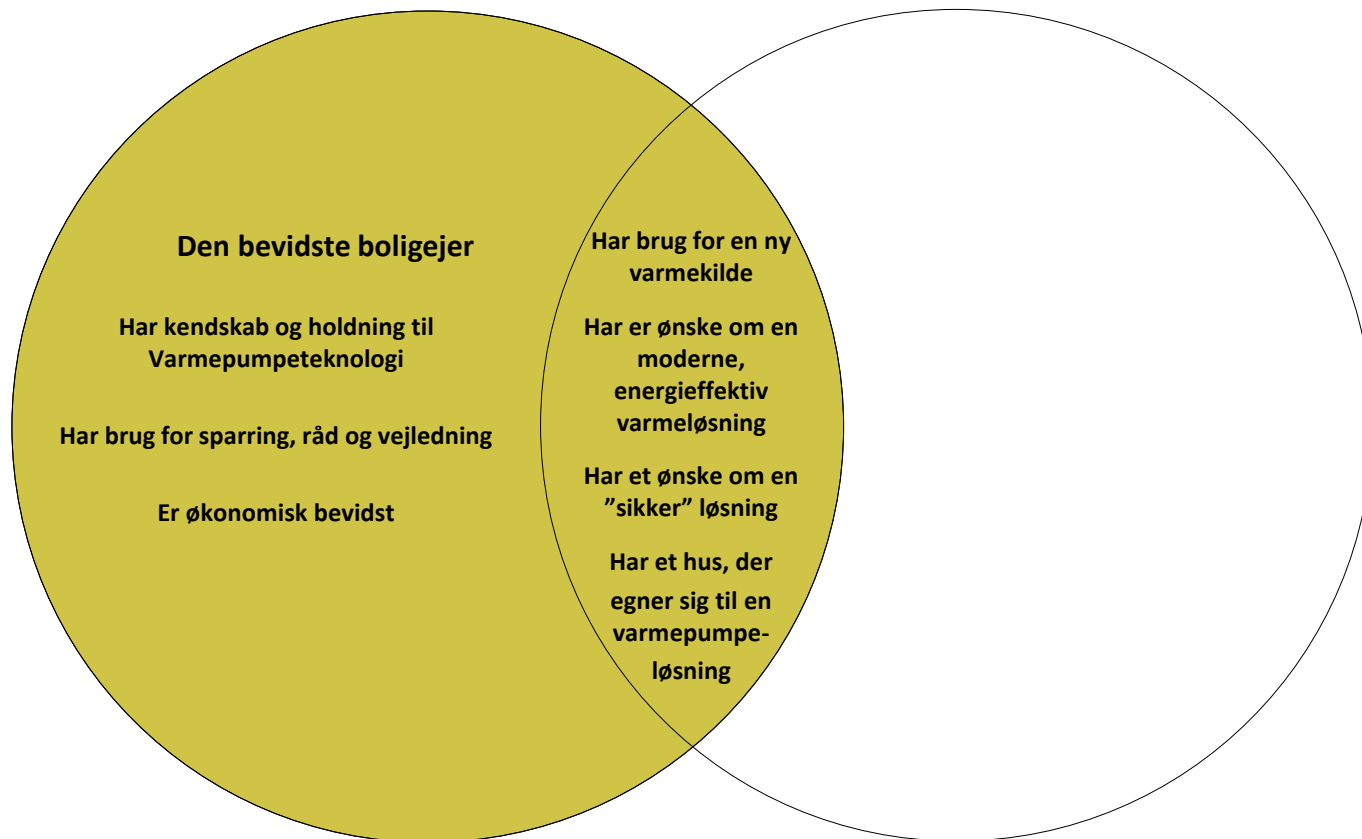 Den bevidste boligejer
Har kendskab og holdning til
Varmepumpeteknologi
Har brug for sparring, råd og vejledning
Er økonomisk bevidst
Har brug for en ny
varmekilde
Har er ønske om en
moderne,
energieffektiv
varmeløsning
Har et ønske om en
”sikker” løsning
Har et hus, der
egner sig til en
varmepumpe-
løsning